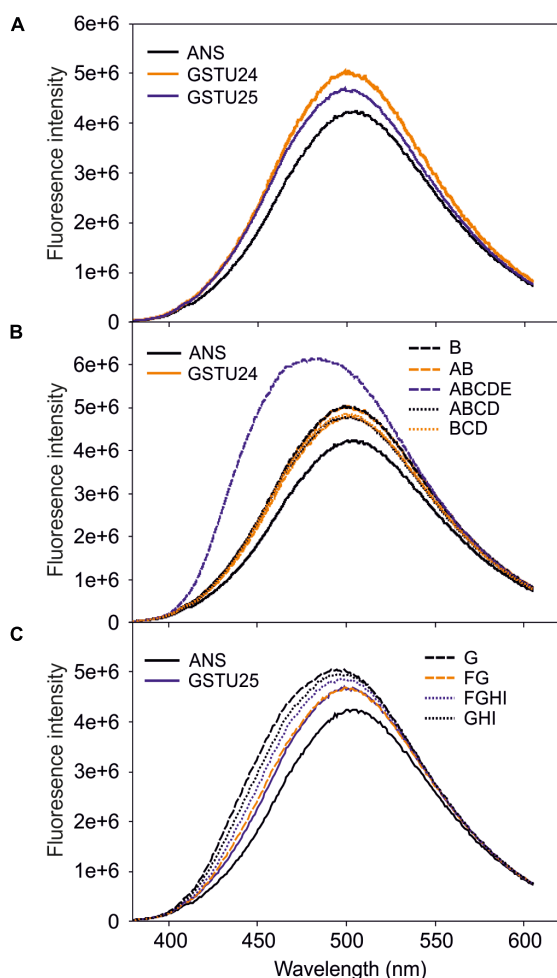 A
6e+6
5e+6
4e+6
3e+6
2e+6
1e+6
0
Fluoresence intensity
ANS
GSTU24
GSTU25
B
6e+6
5e+6
4e+6
3e+6
2e+6
1e+6
0
Fluoresence intensity
ANS
GSTU24
B
AB
ABCDE
ABCD
BCD
C
5e+6
4e+6
3e+6
2e+6
1e+6
0
Fluoresence intensity
ANS
GSTU25
G
FG
FGHI
GHI
400 450 500 550 600
Wavelength (nm)